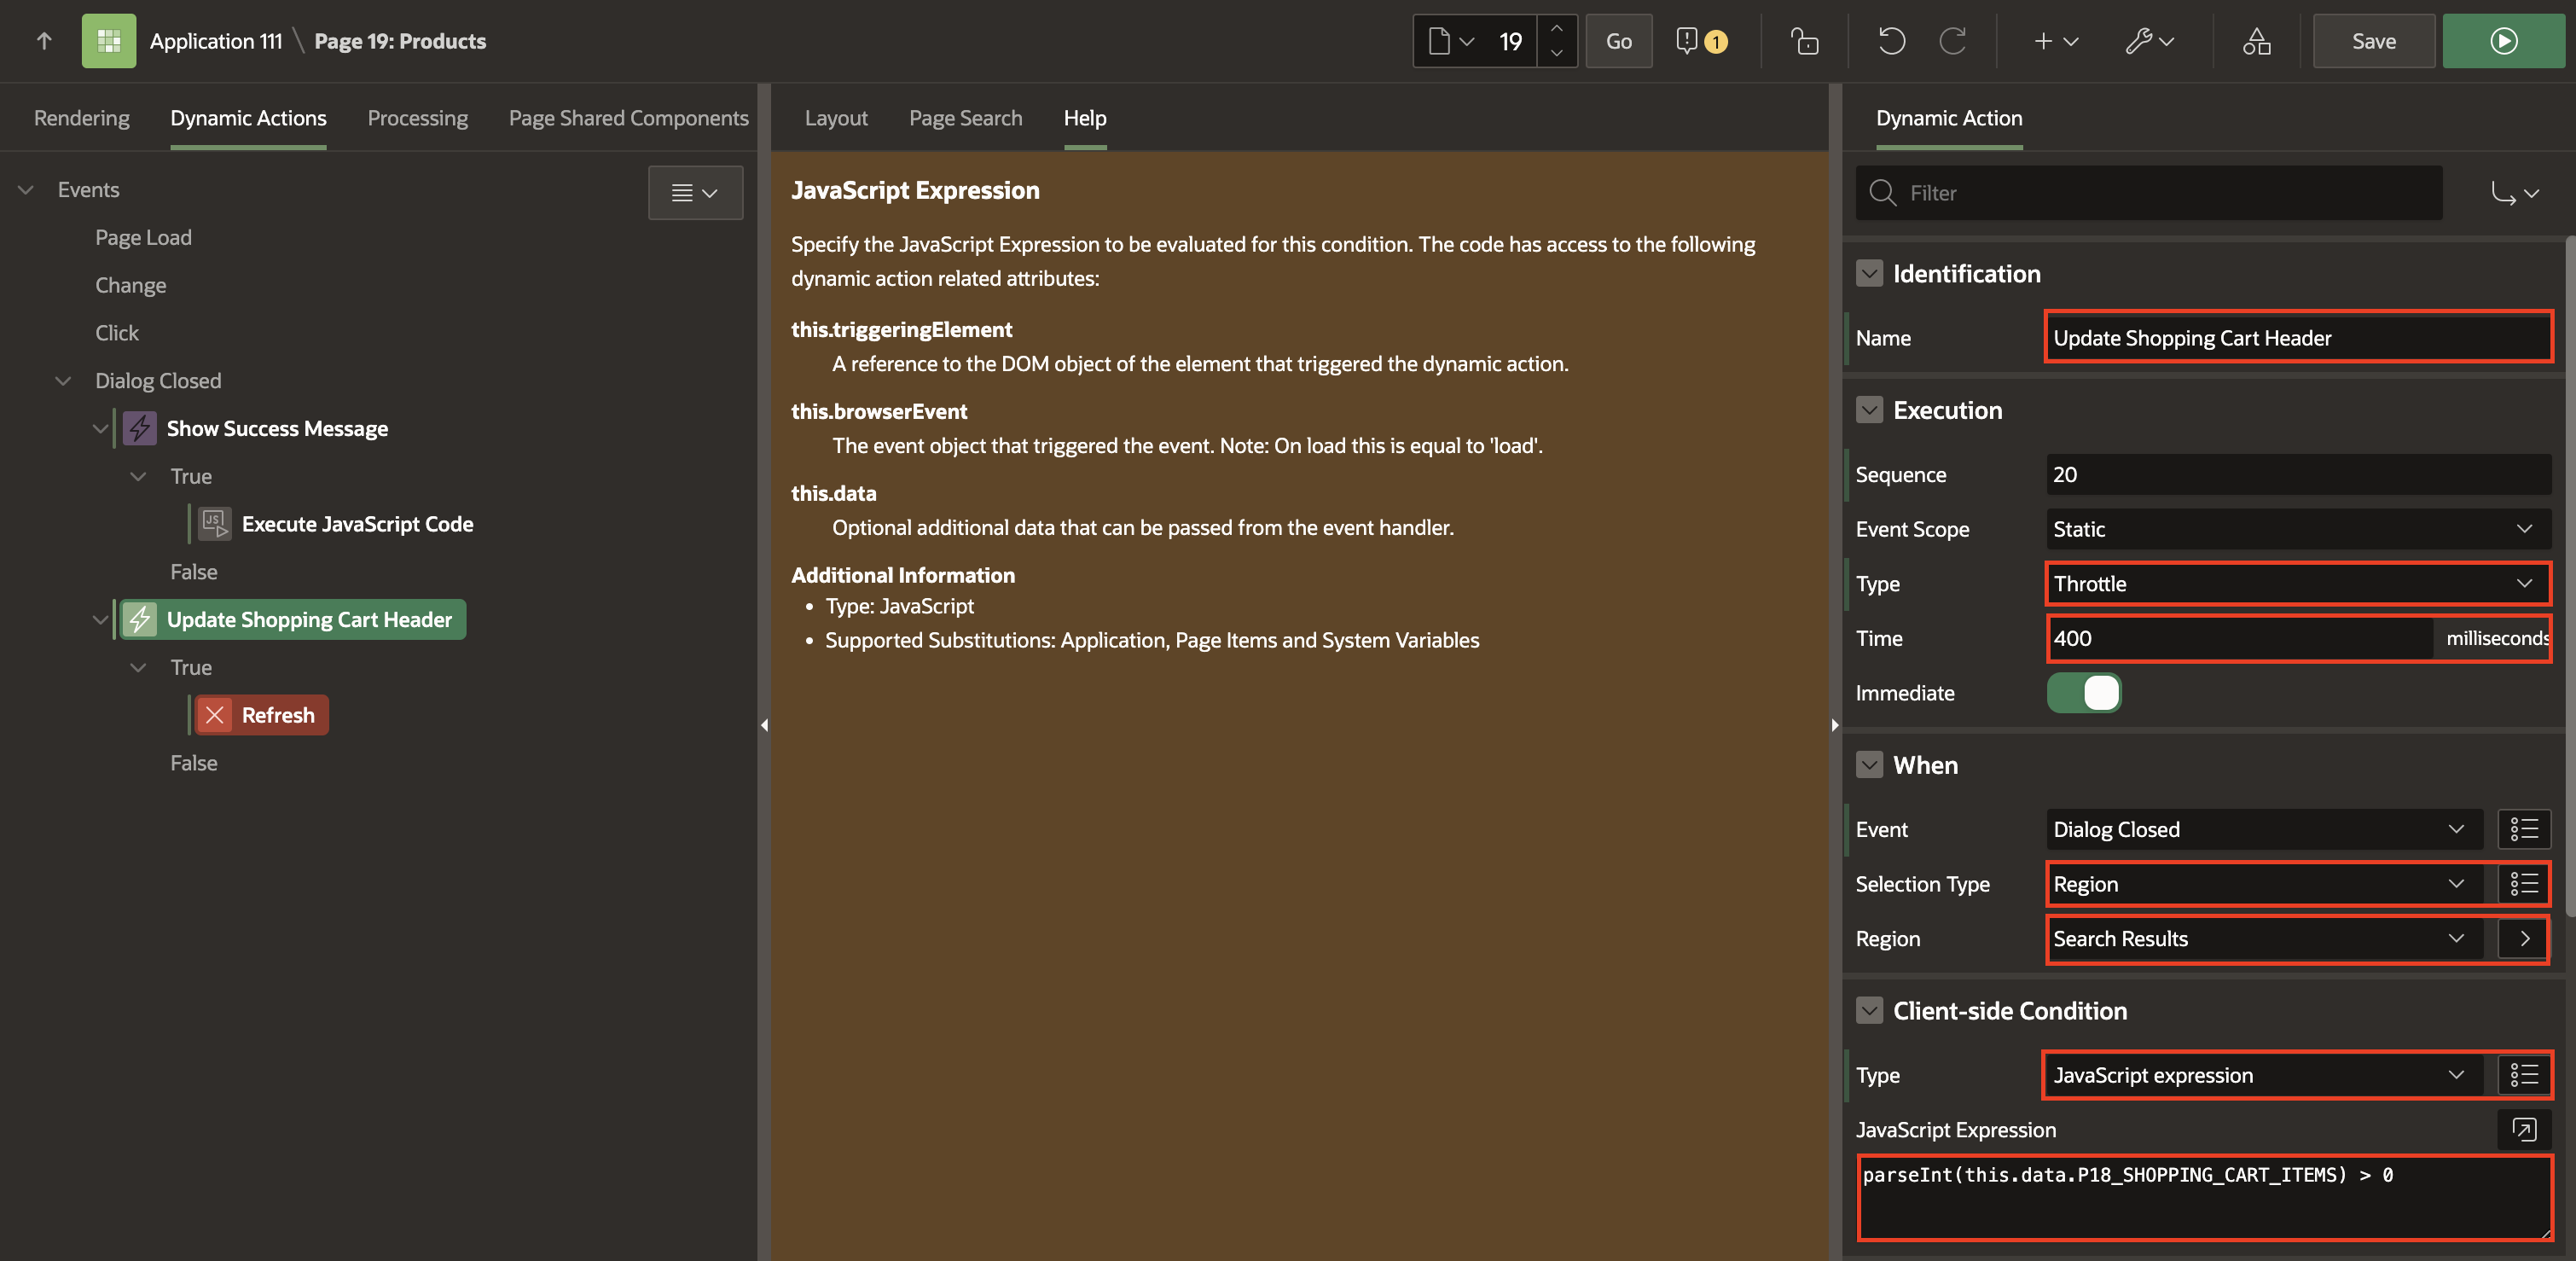 Application 111 \ Page 19: Products
19
Go
1
Save
Rendering
Dynamic Actions
Processing
Page Shared Components
Events
Page Load
Change
Click
Dialog Closed
Show Success Message
True
JS
Execute JavaScript Code
False
Update Shopping Cart Header
True
Refresh
False
Layout
Page Search
Help
JavaScript Expression
Specify the JavaScript Expression to be evaluated for this condition. The code has access to the following
dynamic action related attributes:
this.triggeringElement
A reference to the DOM object of the element that triggered the dynamic action.
this.browserEvent
The event object that triggered the event. Note: On load this is equal to 'load'.
this.data
Optional additional data that can be passed from the event handler.
Additional Information
• Type: JavaScript
• Supported Substitutions: Application, Page Items and System Variables
Dynamic Action
Filter
Identification
Name Update Shopping Cart Header
Execution
Sequence 20
Event Scope Static
Type Throttle
Time 400 milliseconds
Immediate
When
Event Dialog Closed
Selection Type Region
Region Search Results
Client-side Condition
Type JavaScript expression
JavaScript Expression
parseInt(this.data.P18_SHOPPING_CART_ITEMS) > 0